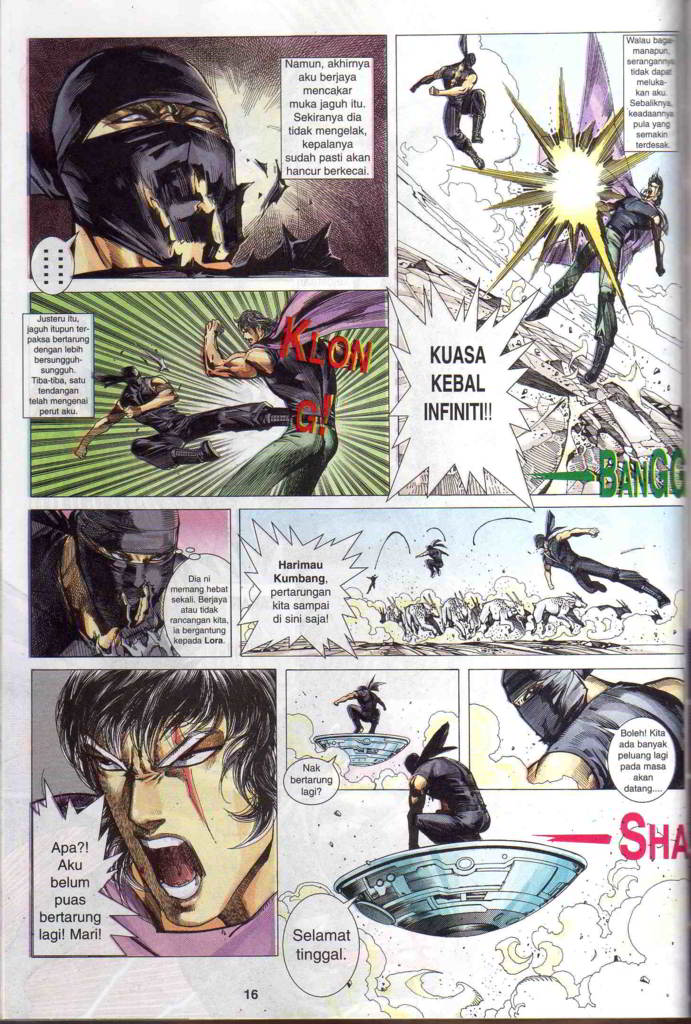 Namun, akhirnya
aku berjaya
mencakar
muka jaguh itu.
Sekiranya dia
tidak mengelak,
kepalanya
sudah pasti akan
hancur berkecai.
Walau baga-
manapun,
serangannya
tidak dapat
meluka-
kan aku.
Sebaliknya,
keadaannya
pula yang
semakin
terdesak.
Justeru itu,
jaguh itupun ter-
paksa bertarung
dengan lebih
bersungguh-
sungguh.
Tiba-tiba, satu
tendangan
telah mengenai
perut aku.
KLON
G!
KUASA
KEBAL
INFINITI!!
BANGG
Dia ni
memang hebat
sekali. Berjaya
atau tidak
rancangan kita,
ia bergantung
kepada Lora.
Harimau
Kumbang,
pertarungan
kita sampai
di sini saja!
Apa?!
Aku
belum
puas
bertarung
lagi! Mari!
Nak
bertarung
lagi?
Boleh! Kita
ada banyak
peluang lagi
pada masa
akan
datang....
SHA
Selamat
tinggal.
16